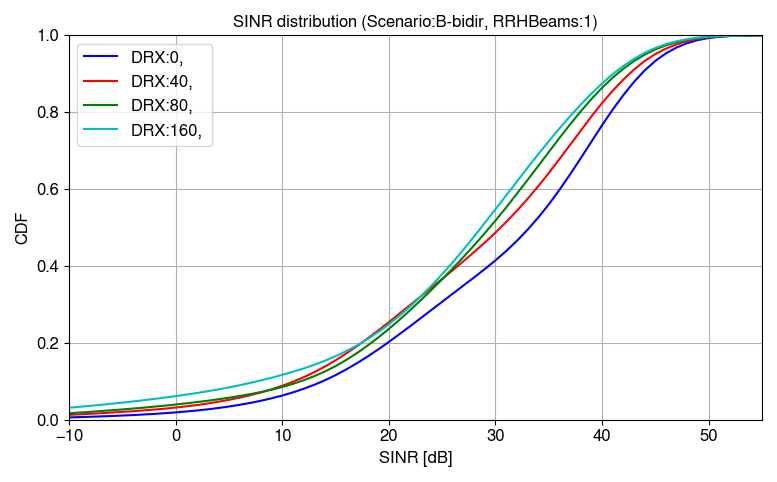 SINR distribution (Scenario:B-bidir, RRHBeams:1)
1.0
0.8
0.6
0.4
0.2
0.0
CDF
DRX:0,
DRX:40,
DRX:80,
DRX:160,
−10
0
10
20
30
40
50
SINR [dB]